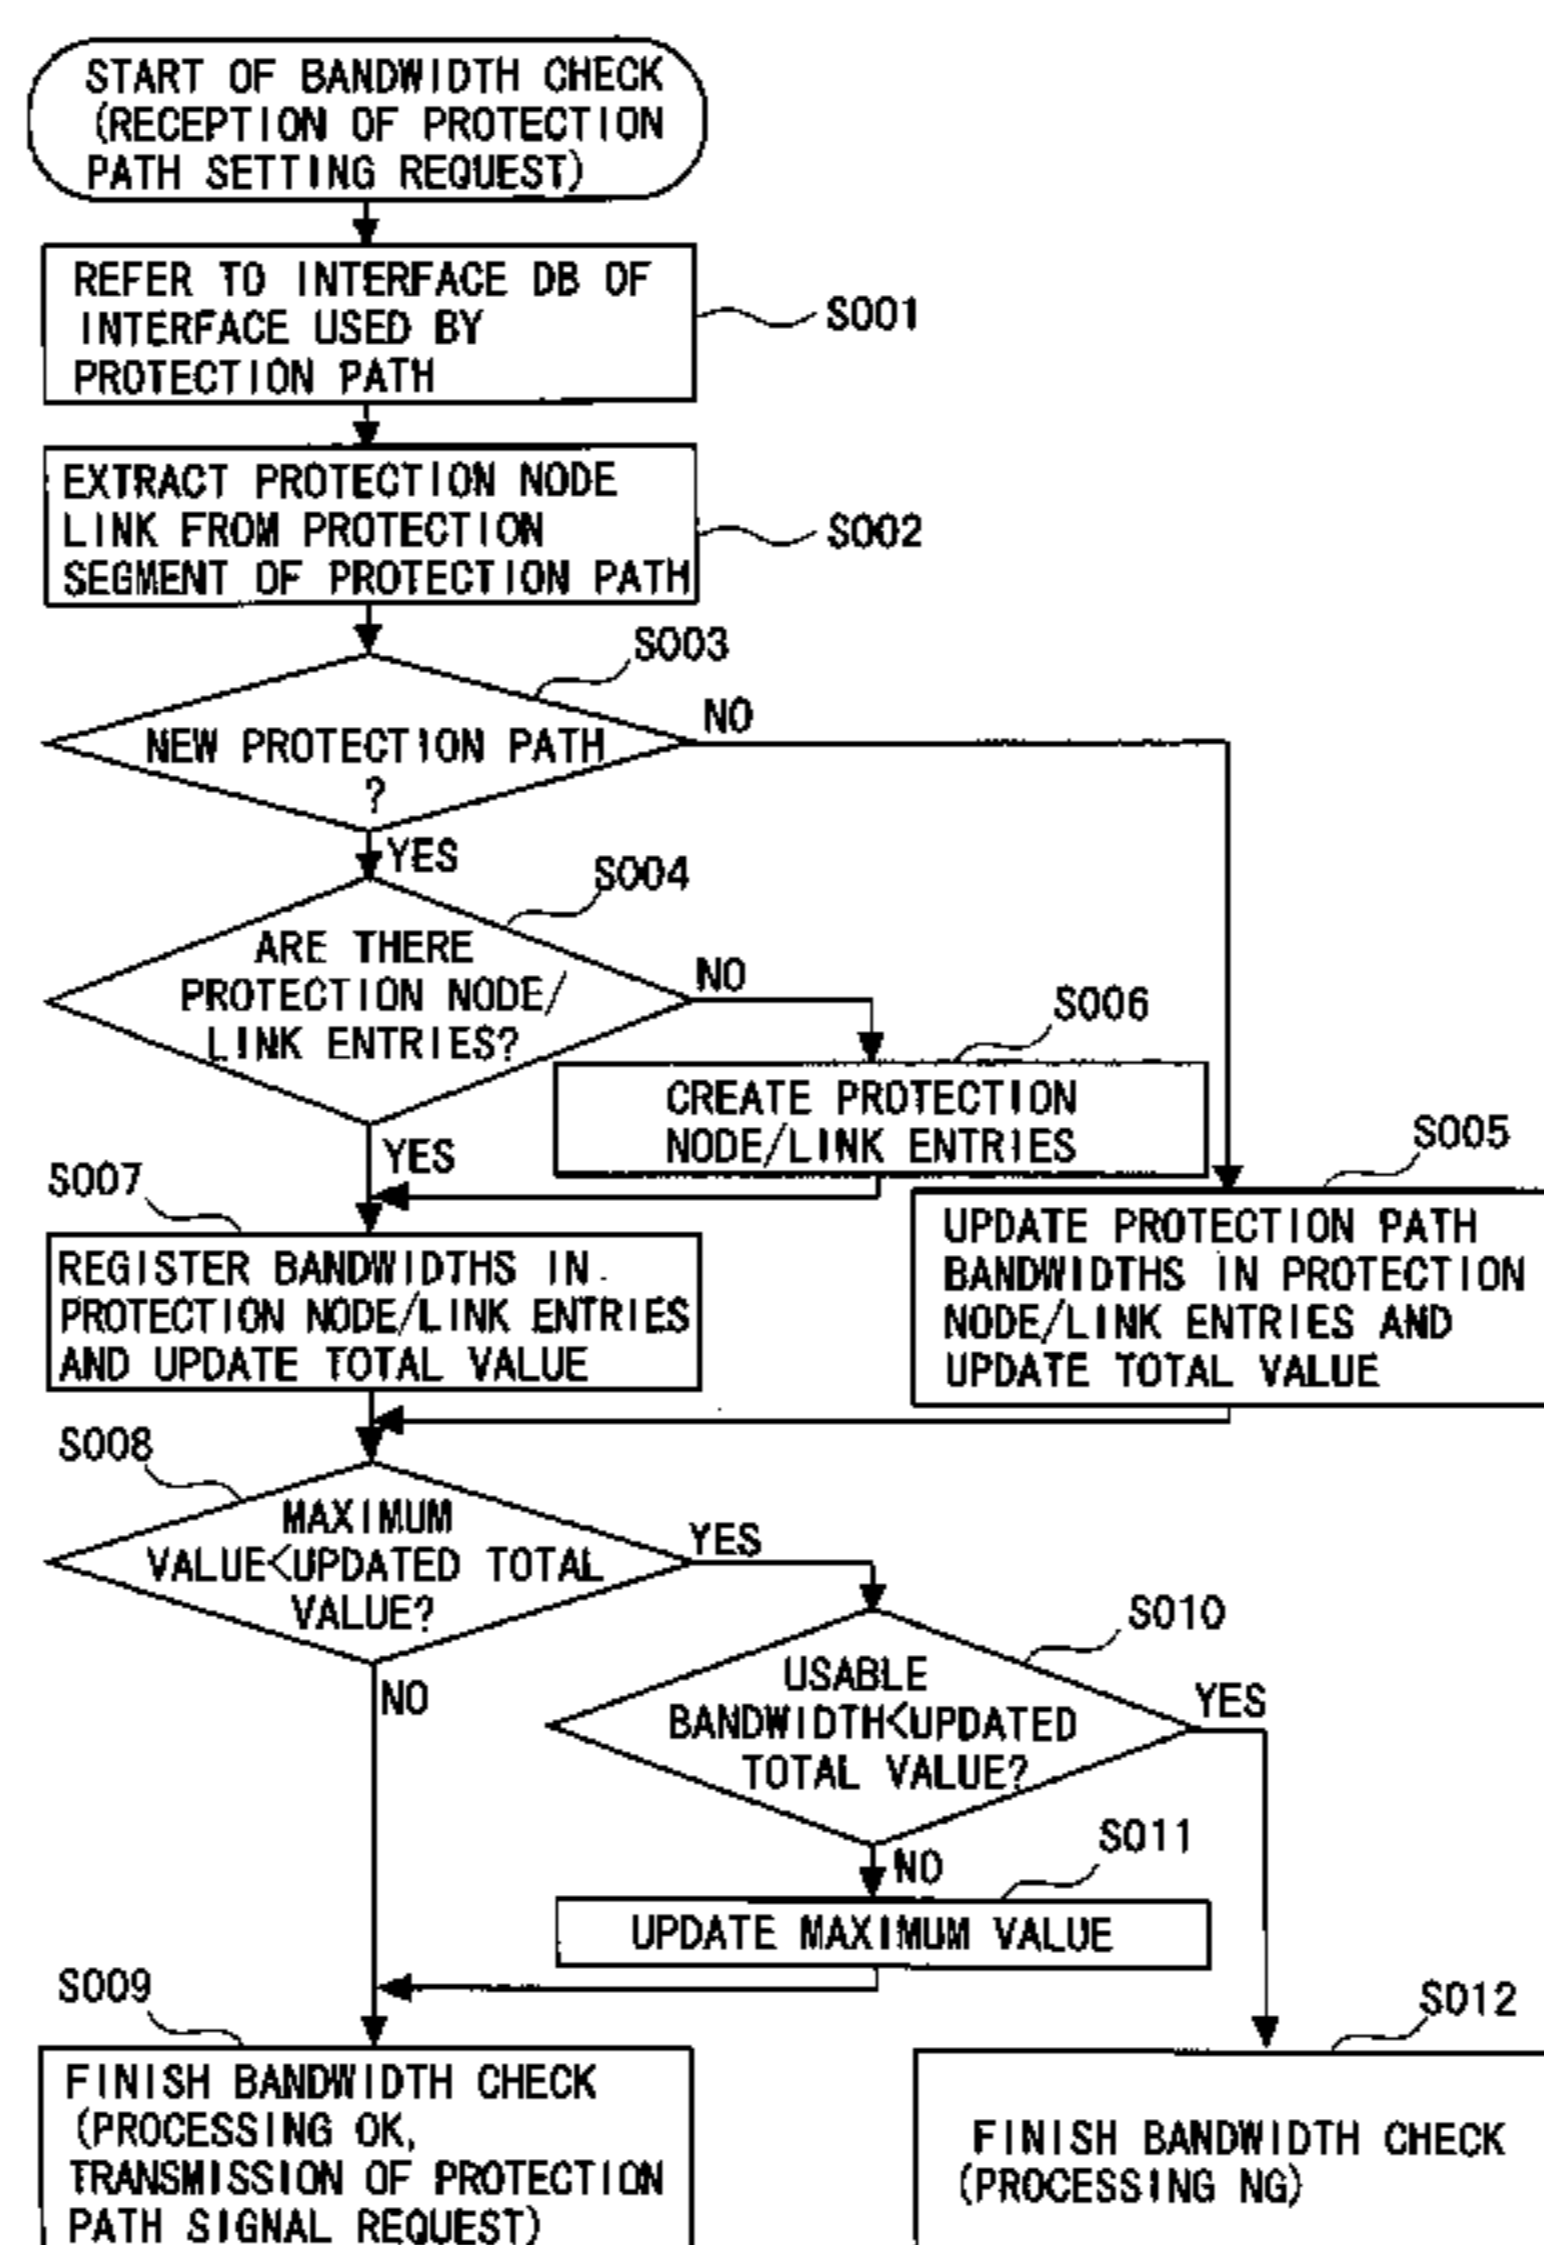 START OF BANDWIDTH CHECK
(RECEPTION OF PROTECTION
PATH SETTING REQUEST)
REFER TO INTERFACE DB OF
INTERFACE USED BY
PROTECTION PATH
S001
EXTRACT PROTECTION NODE
LINK FROM PROTECTION
SEGMENT OF PROTECTION PATH
S002
S003
NEW PROTECTION PATH
?
NO
YES
S004
ARE THERE
PROTECTION NODE/
LINK ENTRIES?
NO
YES
S006
CREATE PROTECTION
NODE/LINK ENTRIES
S005
UPDATE PROTECTION PATH
BANDWIDTHS IN PROTECTION
NODE/LINK ENTRIES AND
UPDATE TOTAL VALUE
S007
REGISTER BANDWIDTHS IN
PROTECTION NODE/LINK ENTRIES
AND UPDATE TOTAL VALUE
S008
MAXIMUM
VALUE<UPDATED TOTAL
VALUE?
YES
NO
S010
USABLE
BANDWIDTH<UPDATED
TOTAL VALUE?
YES
NO
S011
UPDATE MAXIMUM VALUE
S009
FINISH BANDWIDTH CHECK
(PROCESSING OK,
TRANSMISSION OF PROTECTION
PATH SIGNAL REQUEST)
S012
FINISH BANDWIDTH CHECK
(PROCESSING NG)